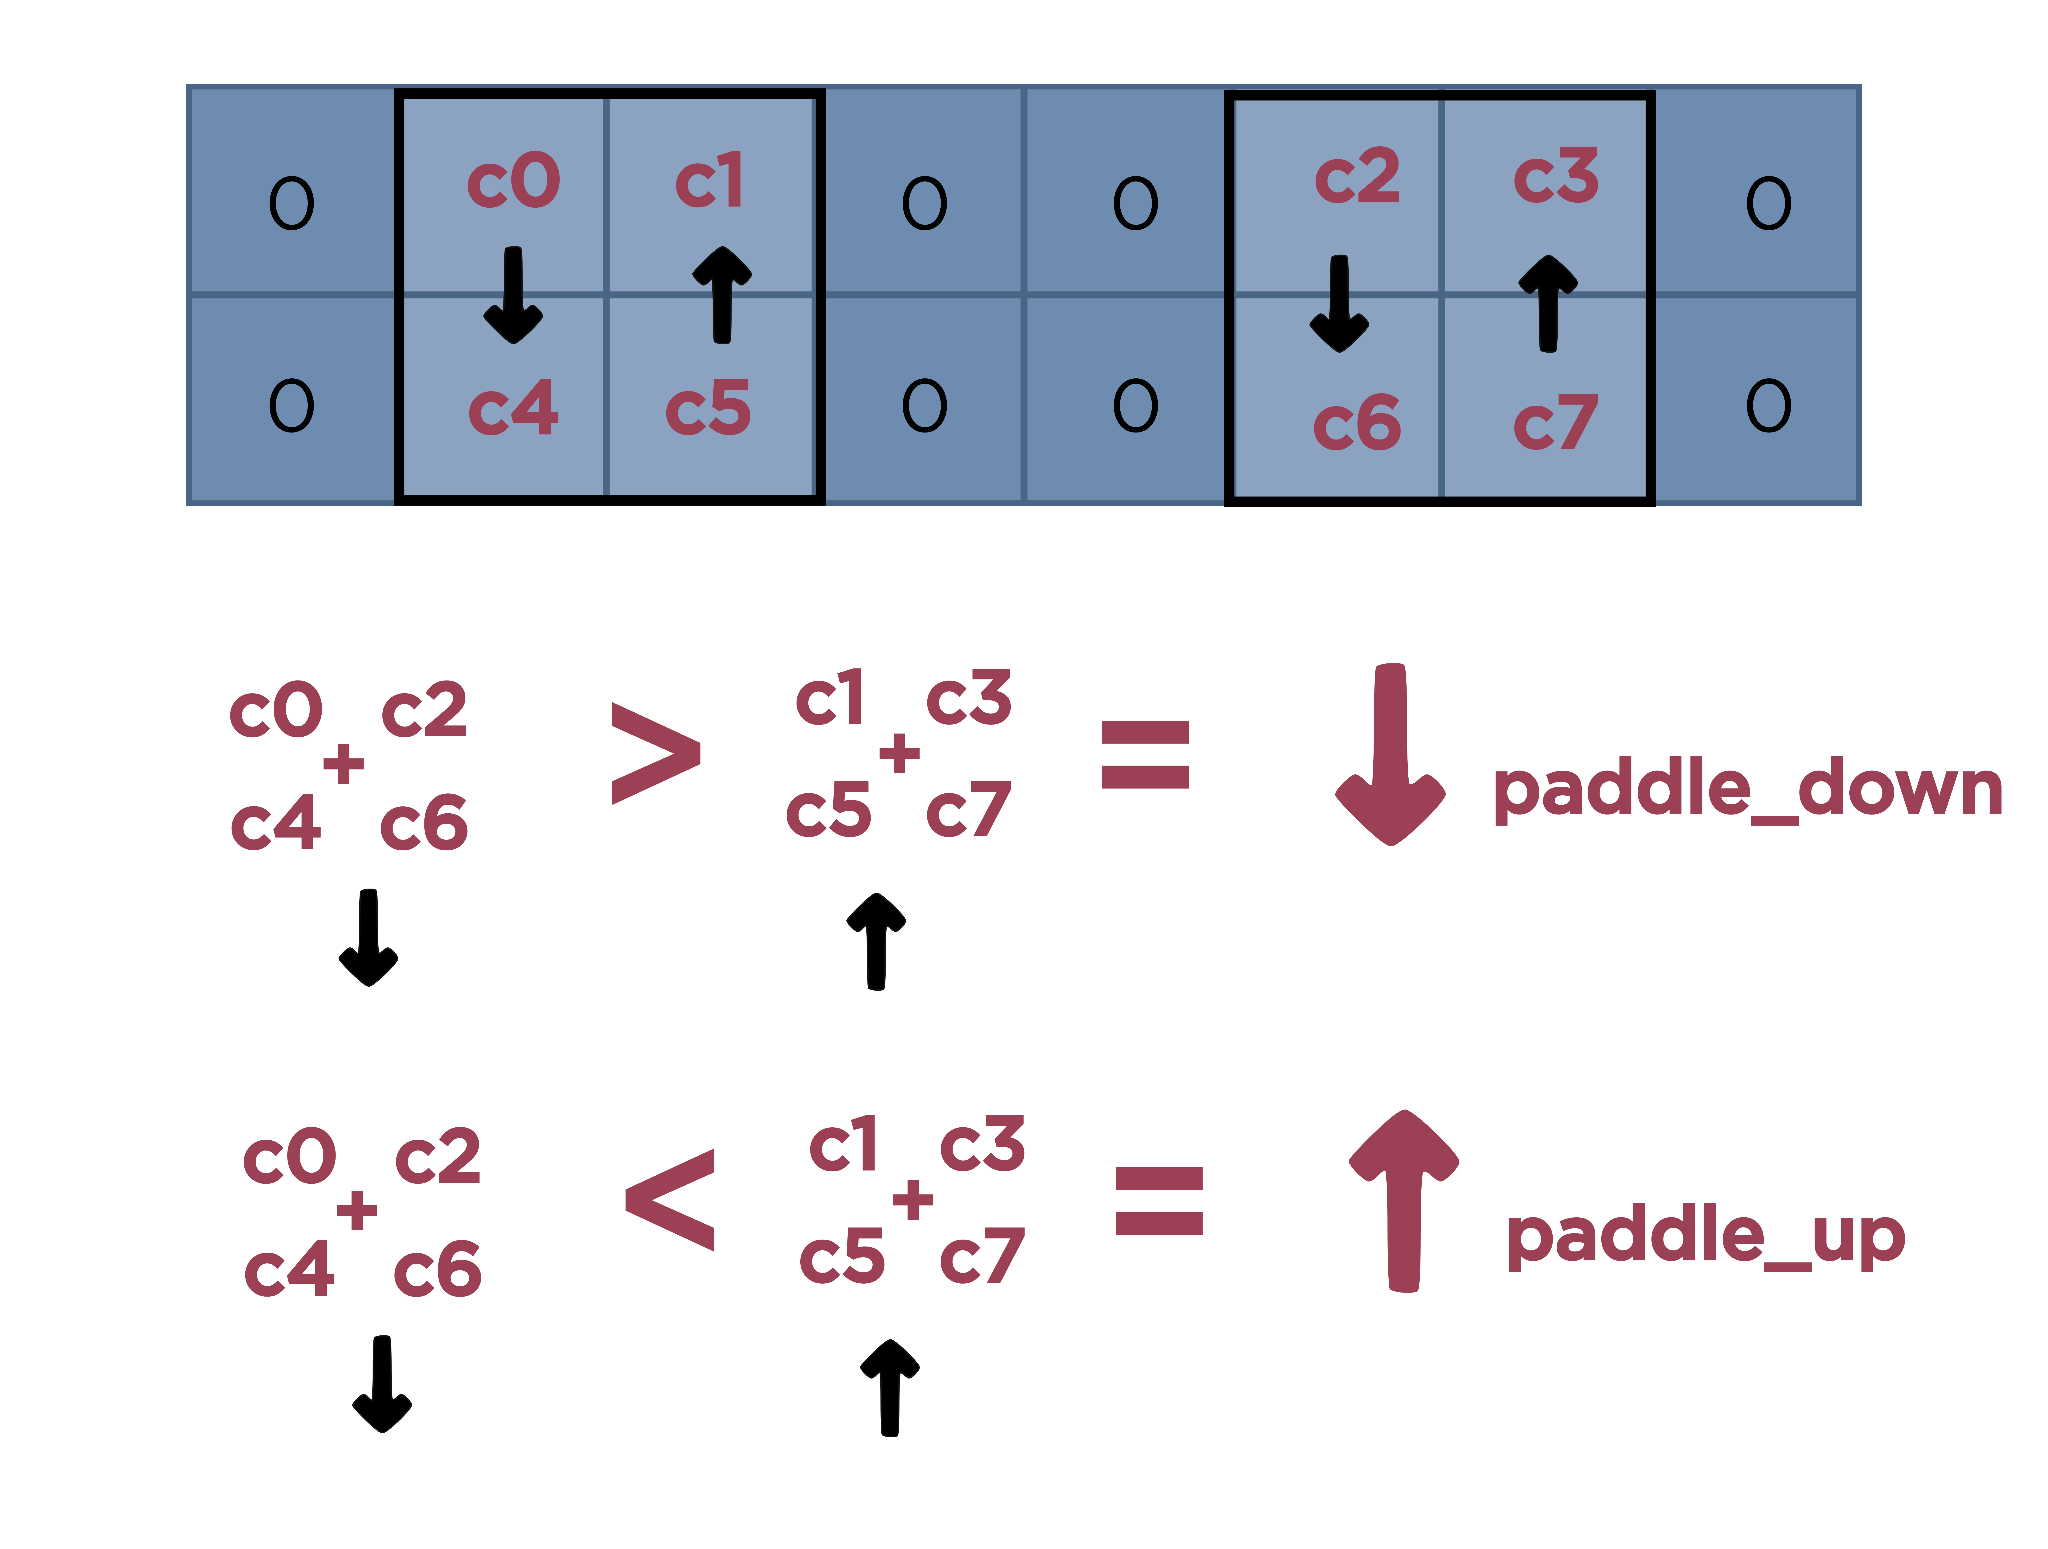 0 c0 c1 0 0 c2 c3 0
0 c4 c5 0 0 c6 c7 0
c0 c2 > c1 c3 = paddle_down
+ +
c4 c6 c5 c7
c0 c2 < c1 c3 = paddle_up
+ +
c4 c6 c5 c7